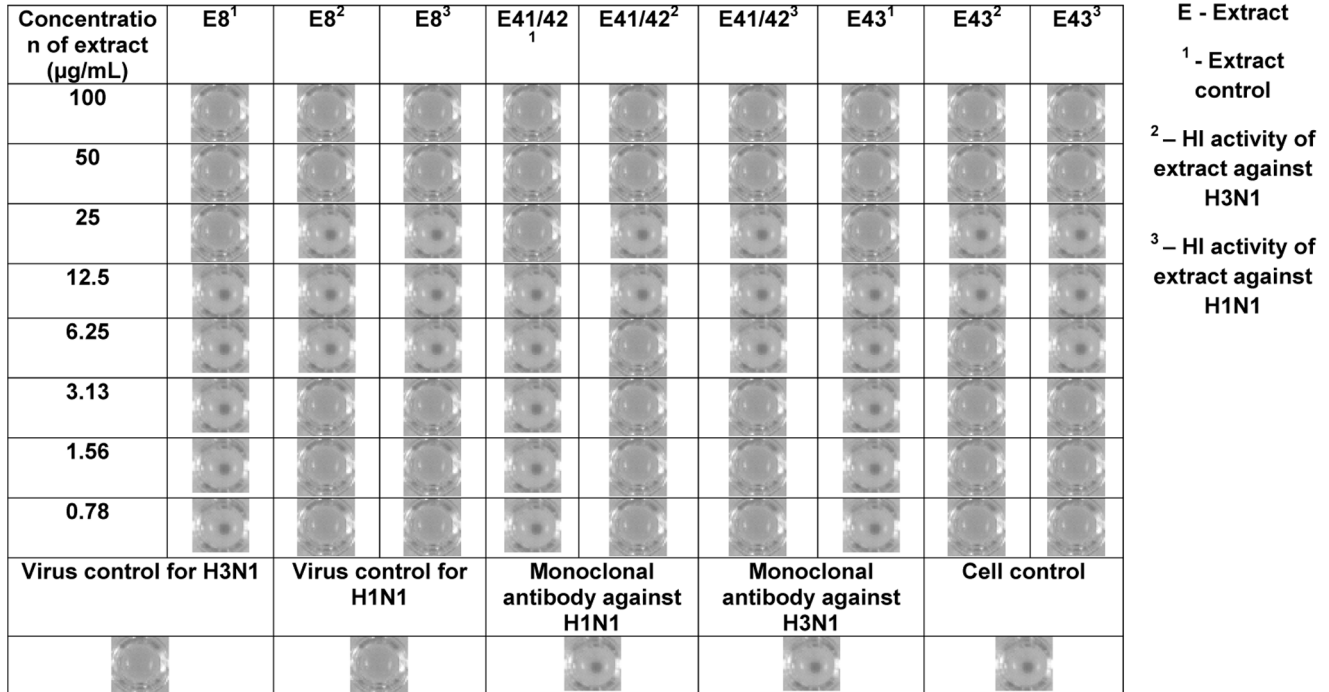 Concentratio
n of extract
(µg/mL)
E8¹
E8²
E8³
E41/42
¹
E41/42²
E41/42³
E43¹
E43²
E43³
100
50
25
12.5
6.25
3.13
1.56
0.78
Virus control for H3N1
Virus control for
H1N1
Monoclonal
antibody against
H1N1
Monoclonal
antibody against
H3N1
Cell control
E - Extract
¹ - Extract
control
² – HI activity of
extract against
H3N1
³ – HI activity of
extract against
H1N1